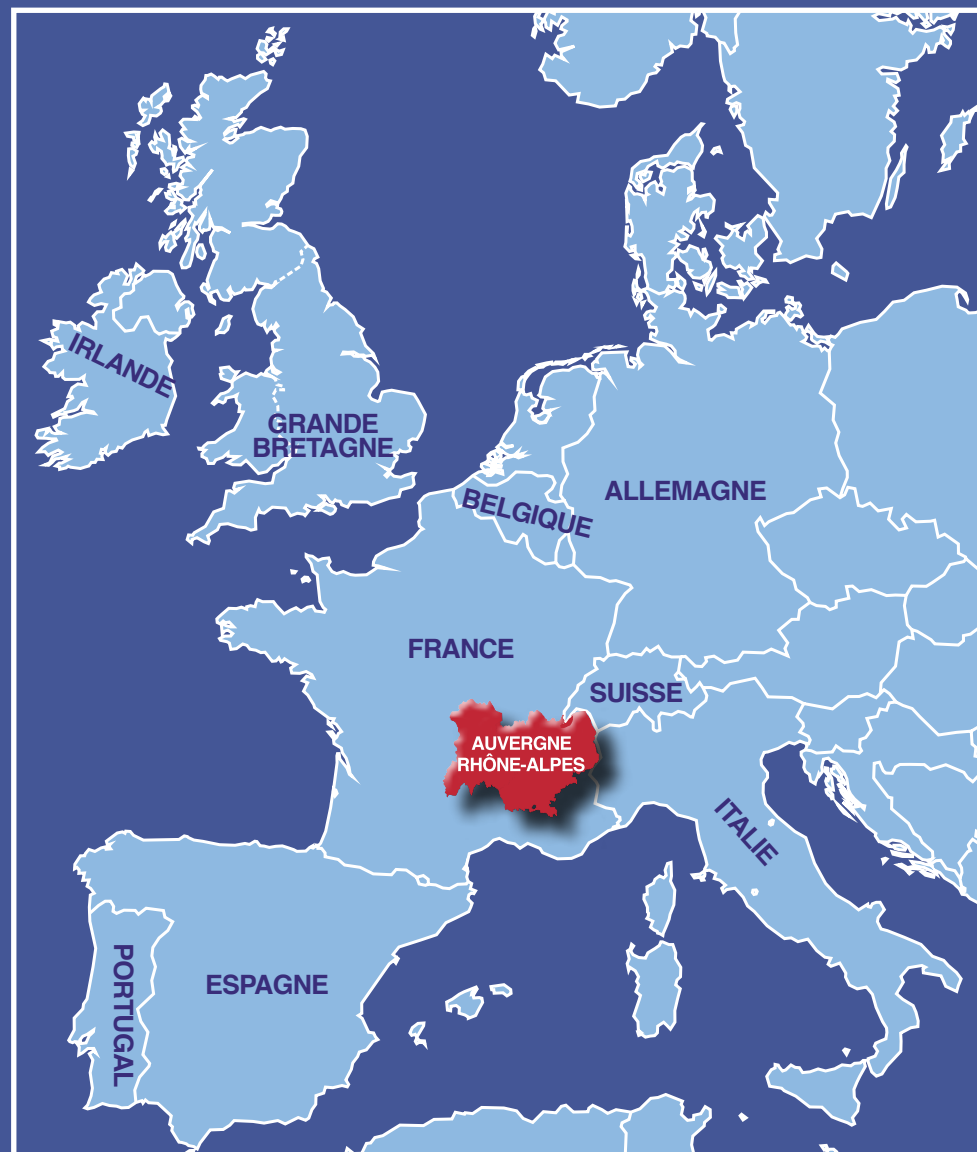 IRLANDE
GRANDE
BRETAGNE
BELGIQUE
ALLEMAGNE
FRANCE
SUISSE
AUVERGNE
RHÔNE-ALPES
ITALIE
PORTUGAL
ESPAGNE